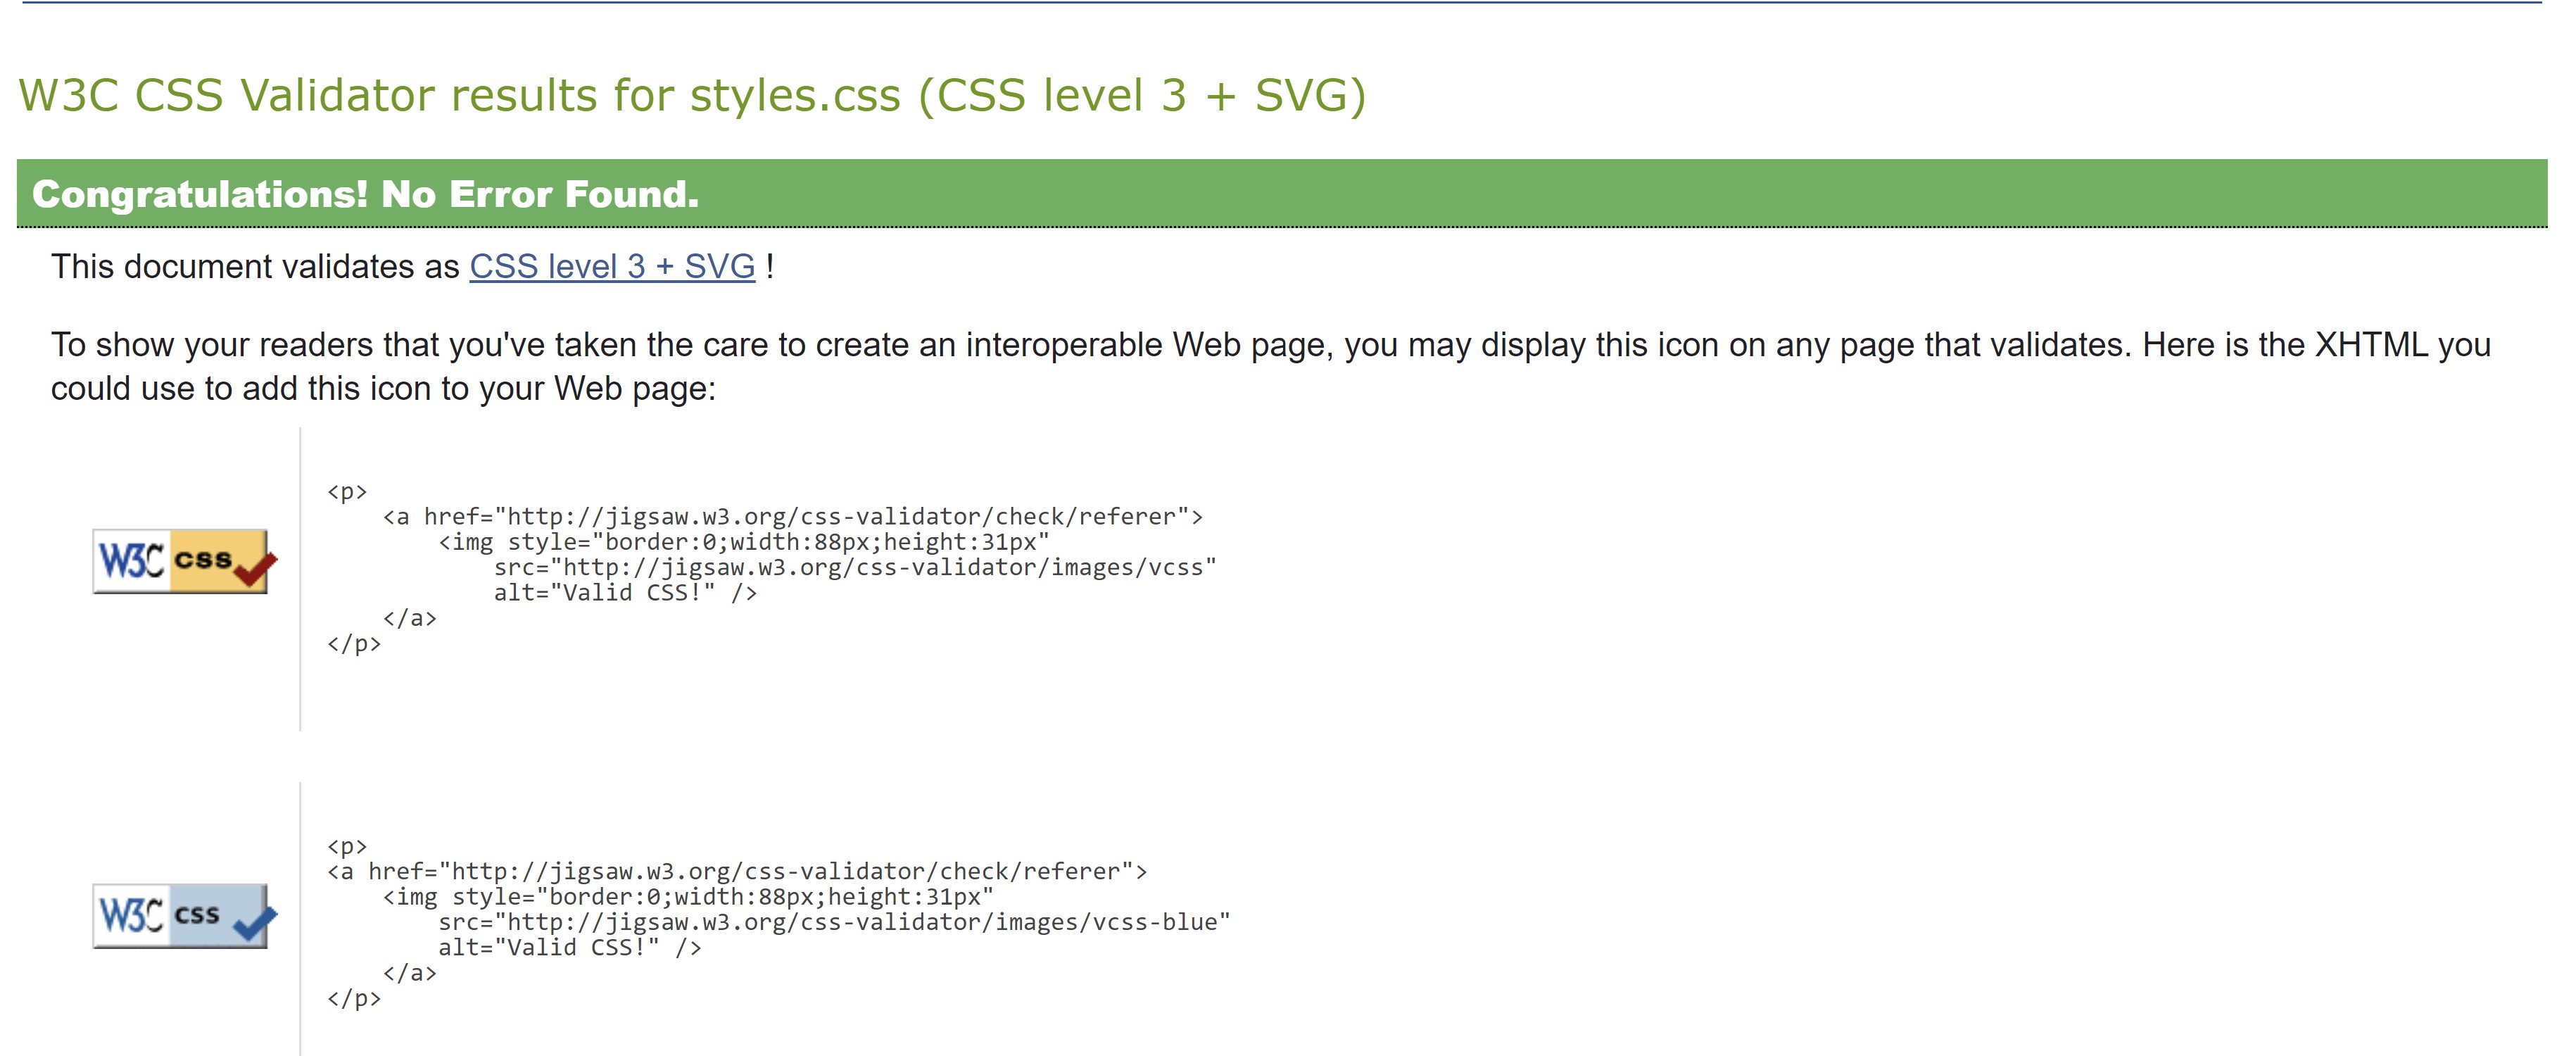 W3C CSS Validator results for styles.css (CSS level 3 + SVG)
Congratulations! No Error Found.
This document validates as CSS level 3 + SVG !
To show your readers that you've taken the care to create an interoperable Web page, you may display this icon on any page that validates. Here is the XHTML you
could use to add this icon to your Web page:
<p>
    <a href="http://jigsaw.w3.org/css-validator/check/referer">
W3C css
        <img style="border:0;width:88px;height:31px"
            src="http://jigsaw.w3.org/css-validator/images/vcss"
            alt="Valid CSS!" />
    </a>
</p>
<p>
<a href="http://jigsaw.w3.org/css-validator/check/referer">
W3C css
    <img style="border:0;width:88px;height:31px"
        src="http://jigsaw.w3.org/css-validator/images/vcss-blue"
        alt="Valid CSS!" />
    </a>
</p>